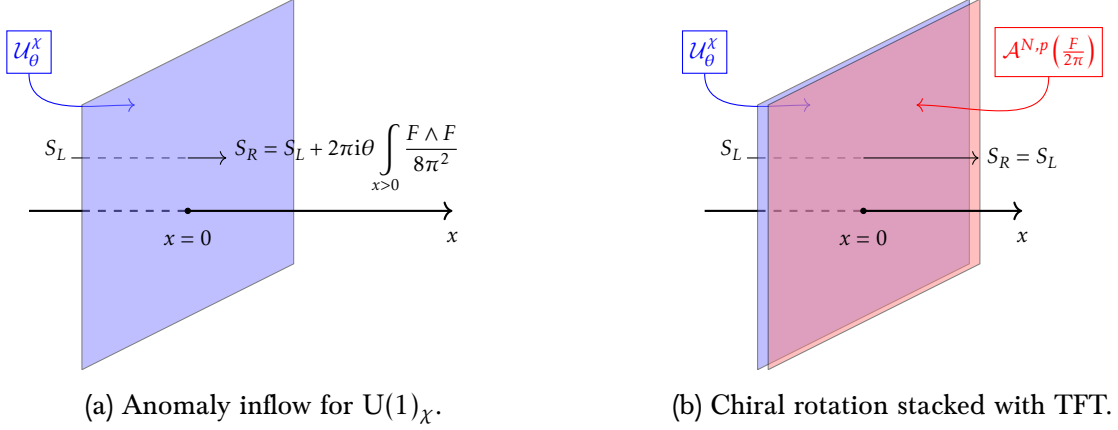 𝒰_θ^χ
S_L
S_R = S_L + 2πiθ ∫_{x>0} (F ∧ F)/(8π²)
x = 0
x
(a) Anomaly inflow for U(1)_χ.
𝒰_θ^χ
𝒜^{N,p} (F/2π)
S_L
S_R = S_L
x = 0
x
(b) Chiral rotation stacked with TFT.